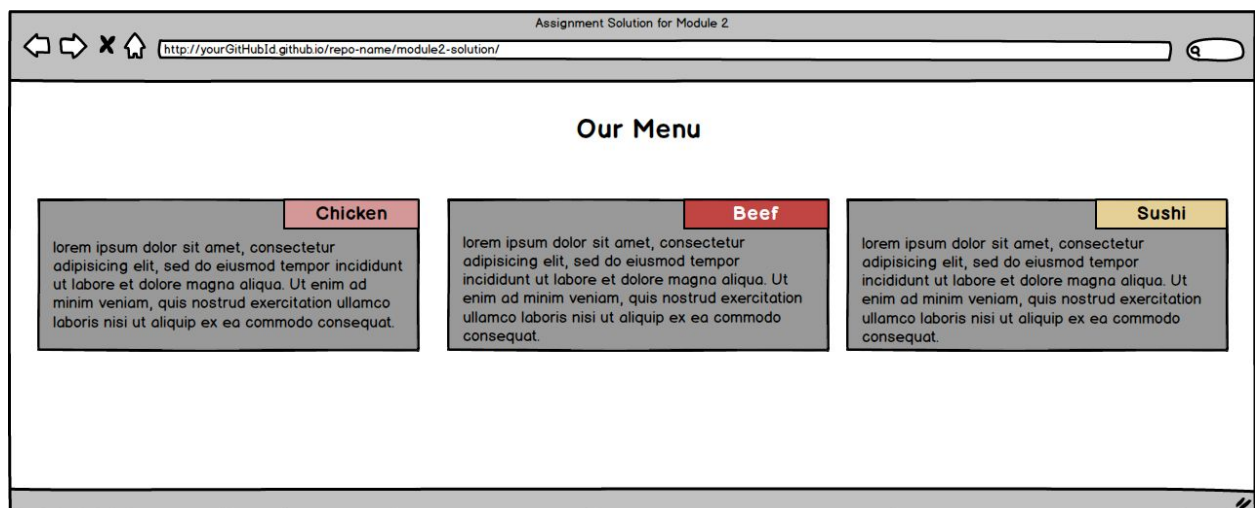 Assignment Solution for Module 2
http://yourGitHubId.github.io/repo-name/module2-solution/
Our Menu
Chicken
lorem ipsum dolor sit amet, consectetur
adipisicing elit, sed do eiusmod tempor incididunt
ut labore et dolore magna aliqua. Ut enim ad
minim veniam, quis nostrud exercitation ullamco
laboris nisi ut aliquip ex ea commodo consequat.
Beef
lorem ipsum dolor sit amet, consectetur
adipisicing elit, sed do eiusmod tempor
incididunt ut labore et dolore magna aliqua. Ut
enim ad minim veniam, quis nostrud exercitation
ullamco laboris nisi ut aliquip ex ea commodo
consequat.
Sushi
lorem ipsum dolor sit amet, consectetur
adipisicing elit, sed do eiusmod tempor
incididunt ut labore et dolore magna aliqua. Ut
enim ad minim veniam, quis nostrud exercitation
ullamco laboris nisi ut aliquip ex ea commodo
consequat.